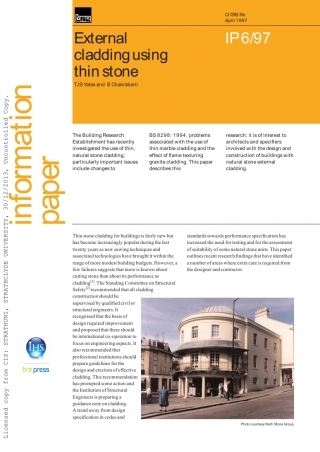 CI/SfB Re
April 1997
External
cladding using
thin stone
TJS Yates and B Chakrabarti
IP 6/97
information
paper
The Building Research
Establishment has recently
investigated the use of thin,
natural stone cladding;
particularly important issues
include changes to
BS 8298: 1994, problems
associated with the use of
thin marble cladding and the
effect of flame texturing
granite cladding. This paper
describes this
research; it is of interest to
architects and specifiers
involved with the design and
construction of buildings with
natural stone external
cladding.
Thin stone cladding for buildings is fairly new but
has become increasingly popular during the last
twenty years as new sawing techniques and
associated technologies have brought it within the
range of more modest building budgets. However, a
few failures suggests that more is known about
cutting stone than about its performance as
cladding(1). The Standing Committee on Structural
Safety(2) recommended that all cladding
construction should be
supervised by qualified civil or
structural engineers. It
recognised that the basis of
design required improvement
and proposed that there should
be international co-operation to
focus on engineering aspects. It
also recommended that
professional institutions should
prepare guidelines for the
design and erection of effective
cladding. This recommendation
has prompted some action and
the Institution of Structural
Engineers is preparing a
guidance note on cladding.
A trend away from design
specification in codes and
standards towards performance specification has
increased the need for testing and for the assessment
of suitability of some natural stone units. This paper
outlines recent research findings that have identified
a number of areas where extra care is required from
the designer and contractor.
Photo courtesy Bath Stone Group
IHS
bre press
Licensed copy from CIS: STRATHUNI, STRATHCLYDE UNIVERSITY, 30/12/2013, Uncontrolled Copy.